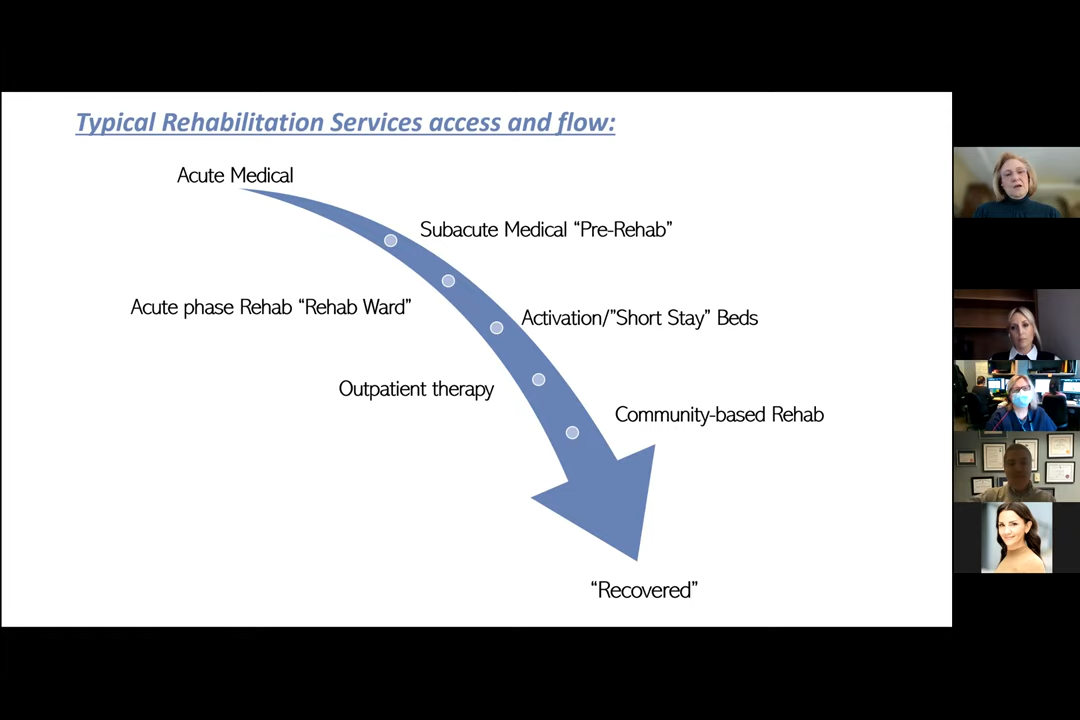 Typical Rehabilitation Services access and flow:
Acute Medical
Subacute Medical “Pre-Rehab”
Acute phase Rehab “Rehab Ward”
Activation/”Short Stay” Beds
Outpatient therapy
Community-based Rehab
“Recovered”